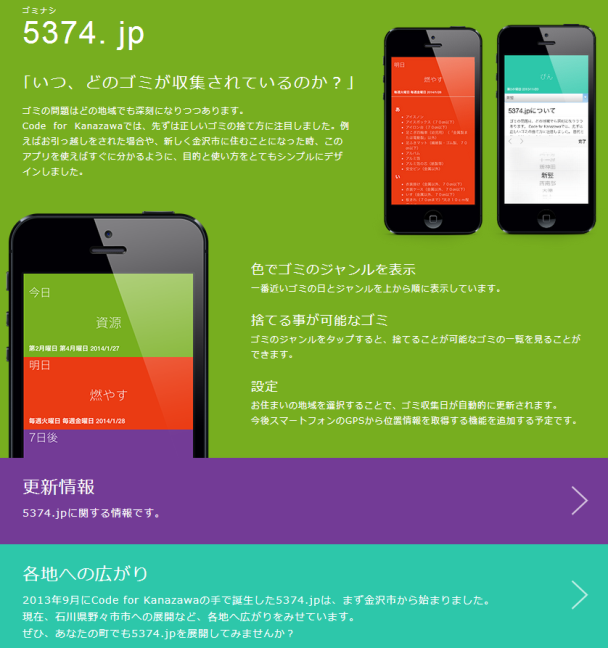 ゴミナシ
5374.jp
「いつ、どのゴミが収集されているのか？」
ゴミの問題はどの地域でも深刻になりつつあります。
Code for Kanazawaでは、先ずは正しいゴミの捨て方に注目しました。例
えばお引っ越しをされた場合や、新しく金沢市に住むことになった時、この
アプリを使えばすぐに分かるように、目的と使い方をとてもシンプルにデザ
インしました。
明日
燃やす
毎週火曜日 毎週金曜日 2014/1/28
あ
い
びん
5374.jpについて
完了
新竪
今日
資源
第2月曜日 第4月曜日 2014/1/27
明日
燃やす
毎週火曜日 毎週金曜日 2014/1/28
7日後
色でゴミのジャンルを表示
一番近いゴミの日とジャンルを上から順に表示しています。
捨てる事が可能なゴミ
ゴミのジャンルをタップすると、捨てることが可能なゴミの一覧を見ることが
できます。
設定
お住まいの地域を選択することで、ゴミ収集日が自動的に更新されます。
今後スマートフォンのGPSから位置情報を取得する機能を追加する予定です。
更新情報
5374.jpに関する情報です。
各地への広がり
2013年9月にCode for Kanazawaの手で誕生した5374.jpは、まず金沢市から始まりました。
現在、石川県野々市市への展開など、各地へ広がりをみせています。
ぜひ、あなたの町でも5374.jpを展開してみませんか？